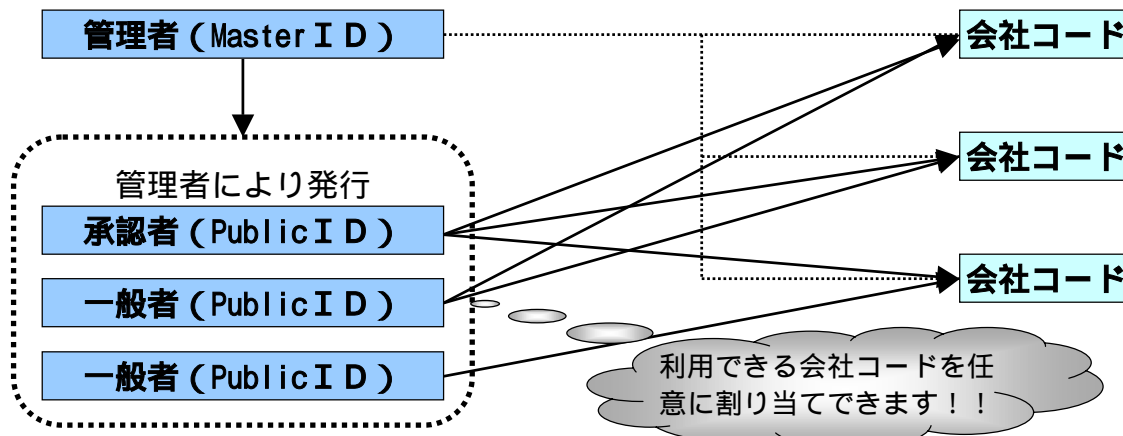 管理者(MasterＩＤ)
会社コード
管理者により発行
会社コード
承認者(PublicＩＤ)
一般者(PublicＩＤ)
会社コード
一般者(PublicＩＤ)
利用できる会社コードを任
意に割り当てできます！！